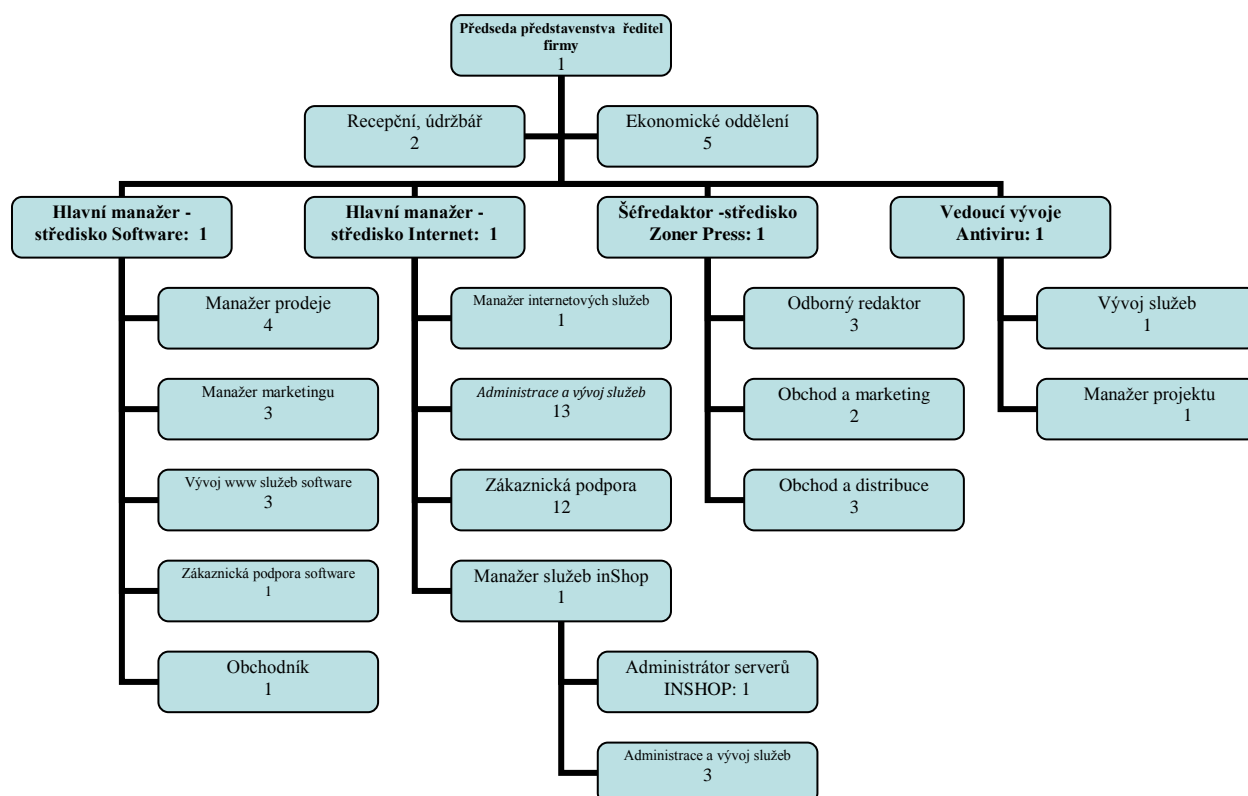 Předseda představenstva ředitel
firmy
1
Recepční, údržbář
2
Ekonomické oddělení
5
Hlavní manažer -
středisko Software: 1
Hlavní manažer -
středisko Internet: 1
Šéfredaktor -středisko
Zoner Press: 1
Vedoucí vývoje
Antiviru: 1
Manažer prodeje
4
Manažer internetových služeb
1
Odborný redaktor
3
Vývoj služeb
1
Manažer marketingu
3
Administrace a vývoj služeb
13
Obchod a marketing
2
Manažer projektu
1
Vývoj www služeb software
3
Zákaznická podpora
12
Obchod a distribuce
3
Zákaznická podpora software
1
Manažer služeb inShop
1
Obchodník
1
Administrátor serverů
INSHOP: 1
Administrace a vývoj služeb
3